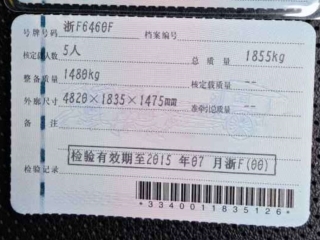 号牌号码 浙F6460F 档案编号
核定载人数 5人 总质量 1855kg
整备质量 1480kg 核定载质量 --
外廓尺寸 4820×1835×1475mm 准牵引总质量 --
备注
检验记录 检验有效期至2015年07月浙F(00)
*3340011835126*